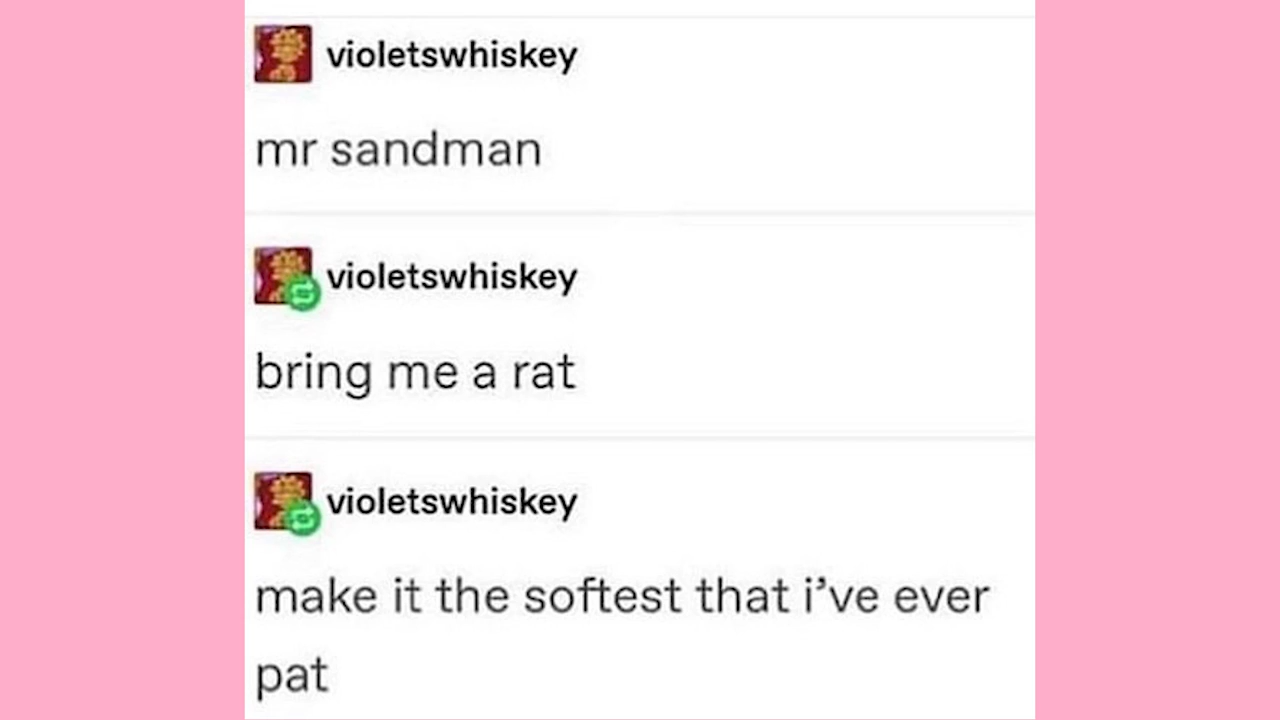 violetswhiskey
mr sandman
violetswhiskey
bring me a rat
violetswhiskey
make it the softest that i’ve ever
pat